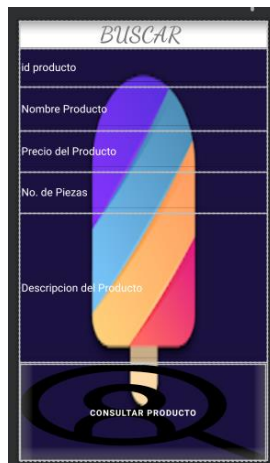 BUSCAR
id producto
Nombre Producto
Precio del Producto
No. de Piezas
Descripcion del Producto
CONSULTAR PRODUCTO